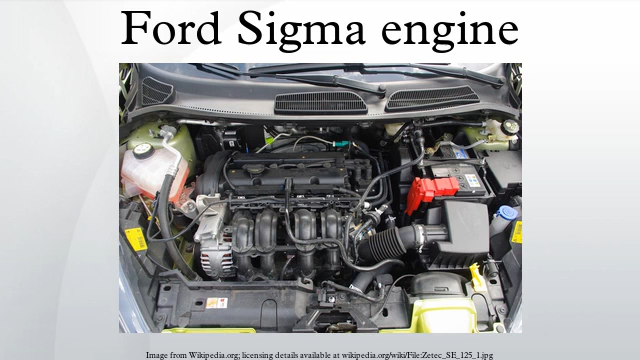 Ford Sigma engine
Image from Wikipedia.org; licensing details available at wikipedia.org/wiki/File:Zetec_SE_125_1.jpg